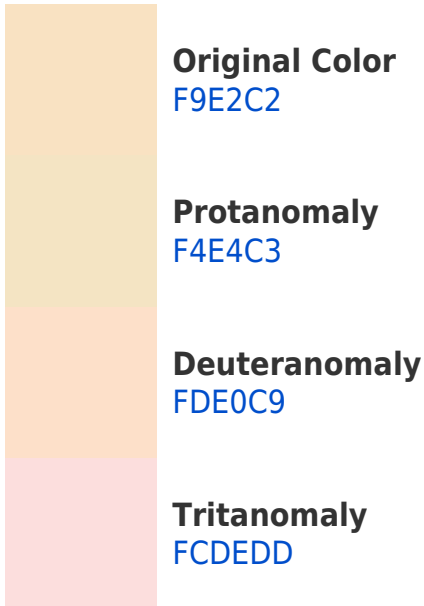 Original Color
F9E2C2
Protanomaly
F4E4C3
Deuteranomaly
FDE0C9
Tritanomaly
FCDEDD